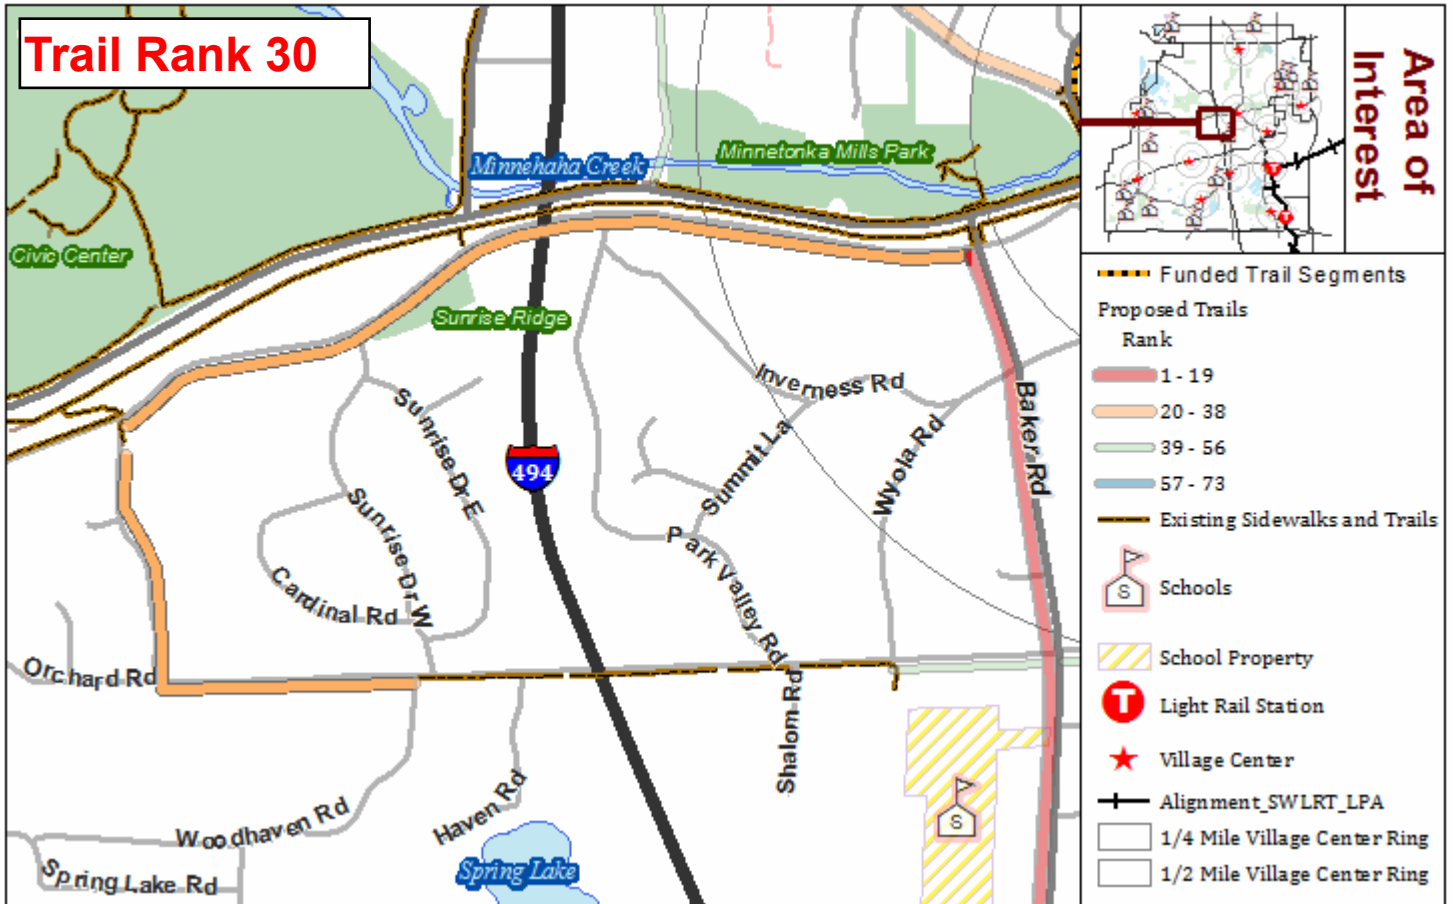 Trail Rank 30
Minnehaha Creek
Minnetonka Mills Park
Civic Center
Sunrise Ridge
Inverness Rd
Baker Rd
Sunrise Dr E
Summit La
Wyola Rd
494
Sunrise Dr W
Park Valley Rd
Cardinal Rd
Orchard Rd
Shalom Rd
Haven Rd
Woodhaven Rd
Spring Lake Rd
Spring Lake
S
Area of
Interest
T
T
Funded Trail Segments
Proposed Trails
Rank
1 - 19
20 - 38
39 - 56
57 - 73
Existing Sidewalks and Trails
S
Schools
School Property
T
Light Rail Station
Village Center
Alignment_SWLRT_LPA
1/4 Mile Village Center Ring
1/2 Mile Village Center Ring